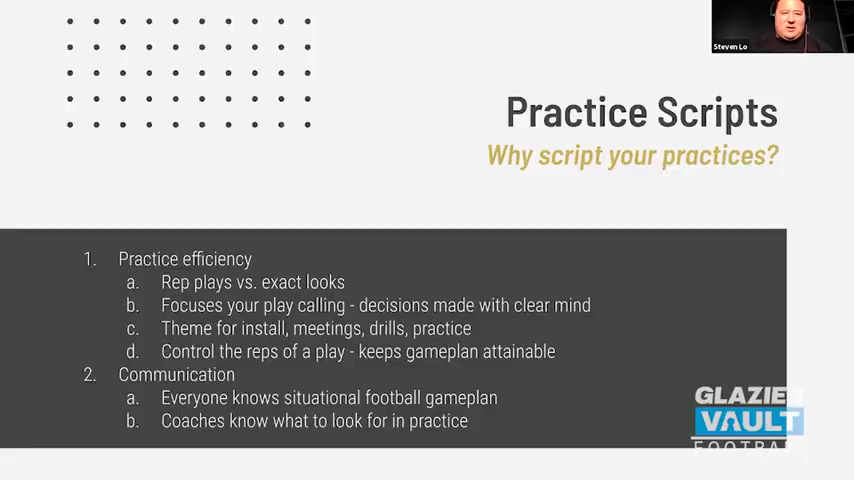 Steven Lo
Practice Scripts
Why script your practices?
1. Practice efficiency
a. Rep plays vs. exact looks
b. Focuses your play calling - decisions made with clear mind
c. Theme for install, meetings, drills, practice
d. Control the reps of a play - keeps gameplan attainable
2. Communication
a. Everyone knows situational football gameplan
b. Coaches know what to look for in practice
GLAZIER
VAULT
FOOTBALL